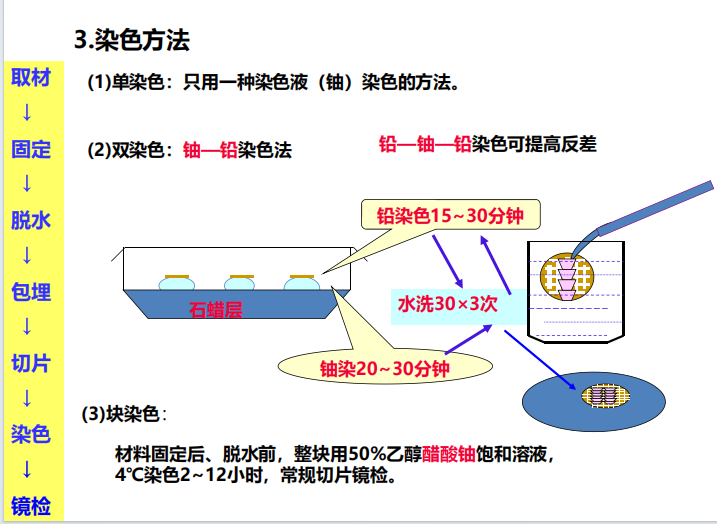 3.染色方法
取材
↓
固定
↓
脱水
↓
包埋
↓
切片
↓
染色
↓
镜检
(1)单染色：只用一种染色液（铀）染色的方法。
(2)双染色：铀—铅染色法
铅—铀—铅染色可提高反差
铅染色15~30分钟
石蜡层
水洗30×3次
铀染20~30分钟
(3)块染色：
材料固定后、脱水前，整块用50%乙醇醋酸铀饱和溶液，
4℃染色2~12小时，常规切片镜检。